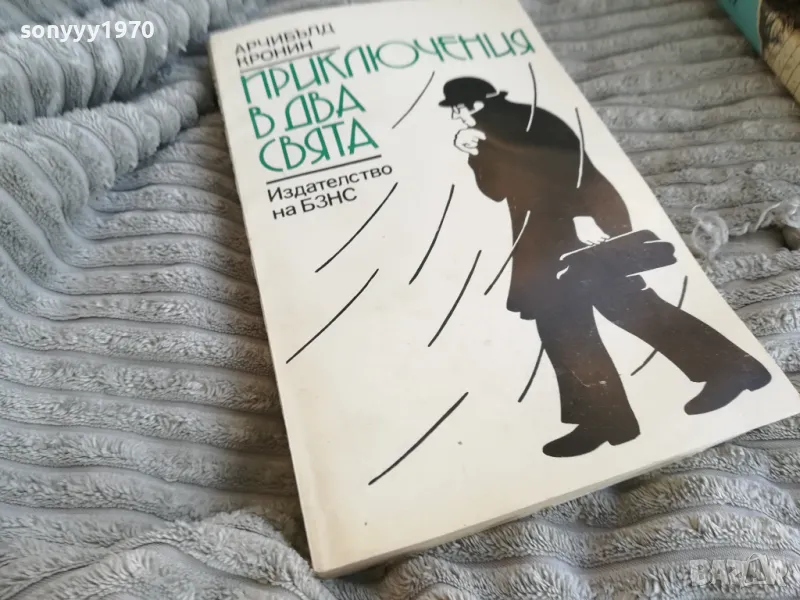 sonyyy1970
АРЧИБЪЛД
КРОНИН
ПРИКЛЮЧЕНИЯ
В ДВА
СВЯТА
Издателство
на БЗНС